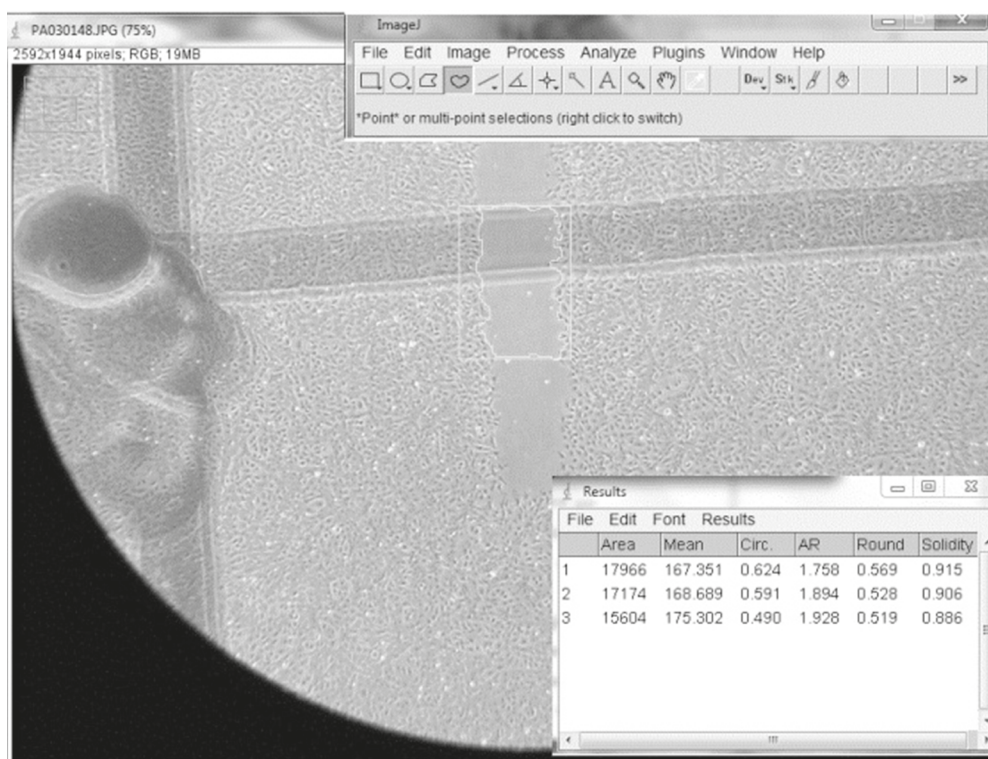 PA030148.JPG (75%)
2592x1944 pixels; RGB; 19MB
ImageJ
File Edit Image Process Analyze Plugins Window Help
A Dev Stk >>
*Point* or multi-point selections (right click to switch)
Results
File Edit Font Results
Area Mean Circ. AR Round Solidity
1 17966 167.351 0.624 1.758 0.569 0.915
2 17174 168.689 0.591 1.894 0.528 0.906
3 15604 175.302 0.490 1.928 0.519 0.886